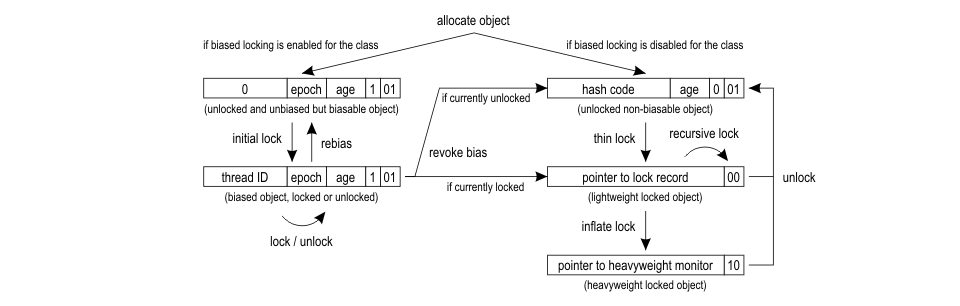 allocate object
if biased locking is enabled for the class
if biased locking is disabled for the class
0 epoch age 1 01
hash code age 0 01
(unlocked and unbiased but biasable object)
if currently unlocked
(unlocked non-biasable object)
initial lock
rebias
revoke bias
thin lock
recursive lock
thread ID epoch age 1 01
if currently locked
pointer to lock record 00
unlock
(biased object, locked or unlocked)
(lightweight locked object)
lock / unlock
inflate lock
pointer to heavyweight monitor 10
(heavyweight locked object)